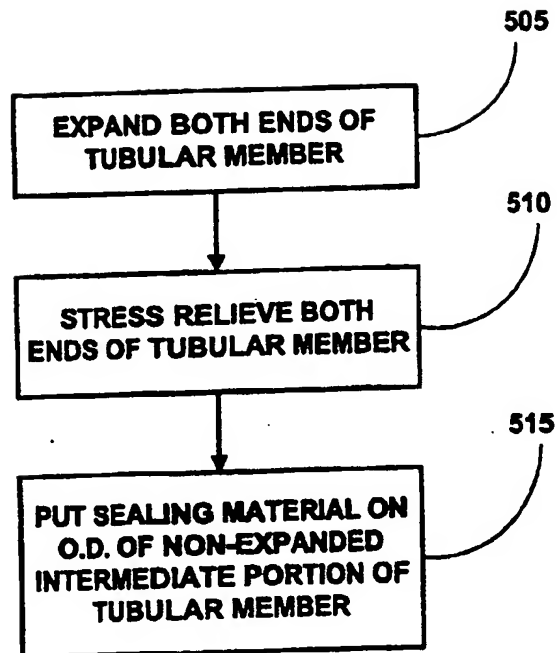 505
EXPAND BOTH ENDS OF
TUBULAR MEMBER
510
STRESS RELIEVE BOTH
ENDS OF TUBULAR MEMBER
515
PUT SEALING MATERIAL ON
O.D. OF NON-EXPANDED
INTERMEDIATE PORTION OF
TUBULAR MEMBER